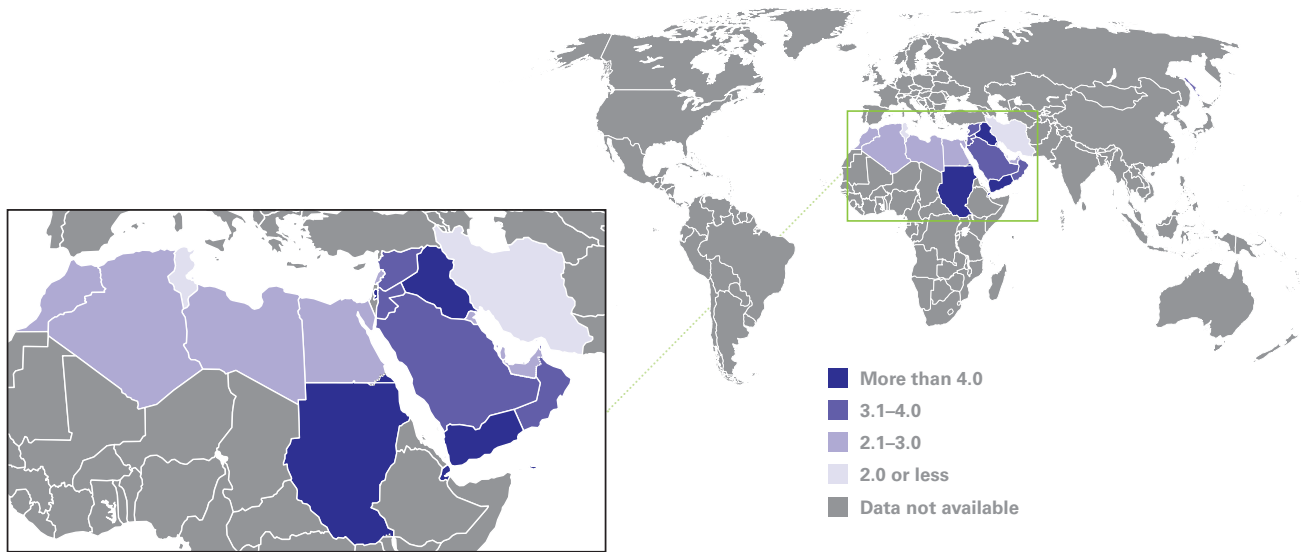 More than 4.0
3.1–4.0
2.1–3.0
2.0 or less
Data not available